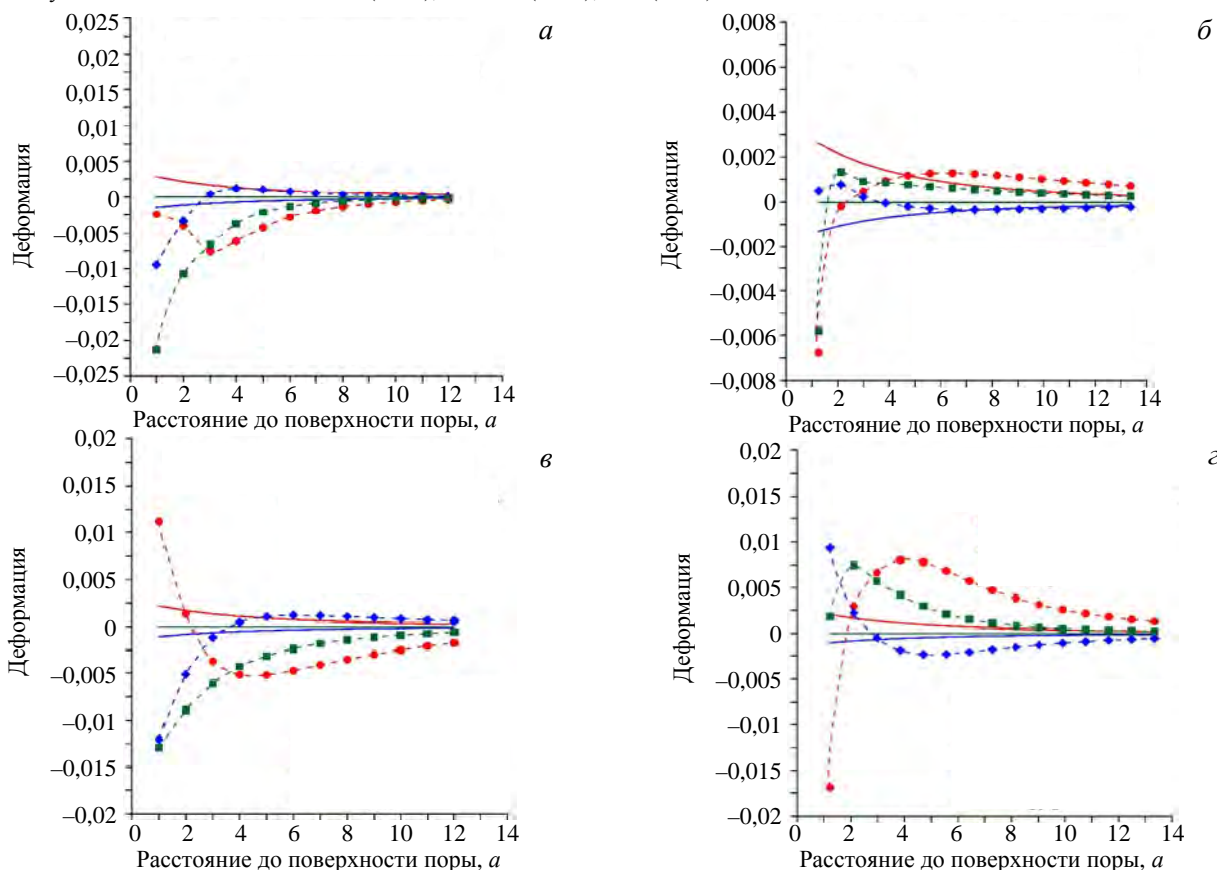 а
0,025
0,02
0,015
0,01
0,005
0
–0,005
–0,01
–0,015
–0,02
–0,025
Деформация
0 2 4 6 8 10 12 14
Расстояние до поверхности поры, а
б
0,008
0,006
0,004
0,002
0
–0,002
–0,004
–0,006
–0,008
Деформация
0 2 4 6 8 10 12 14
Расстояние до поверхности поры, а
в
0,02
0,015
0,01
0,005
0
–0,005
–0,01
–0,015
–0,02
Деформация
0 2 4 6 8 10 12 14
Расстояние до поверхности поры, а
г
0,02
0,015
0,01
0,005
0
–0,005
–0,01
–0,015
–0,02
Деформация
0 2 4 6 8 10 12 14
Расстояние до поверхности поры, а